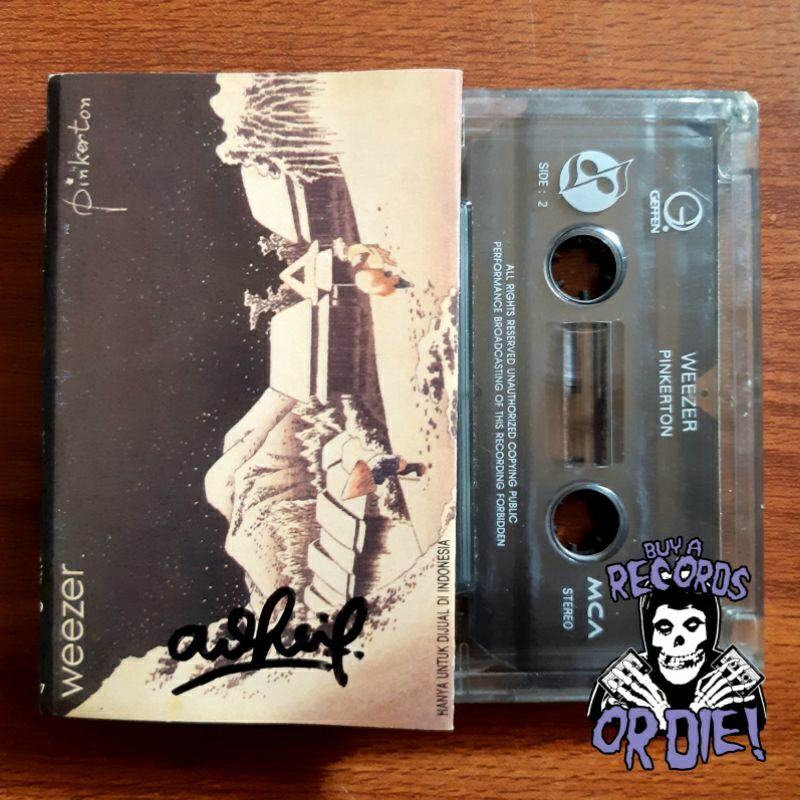 weezer
pinkerton
HANYA UNTUK DIJUAL DI INDONESIA
SIDE : 2
GEFFEN
WEEZER
PINKERTON
ALL RIGHTS RESERVED UNAUTHORIZED COPYING PUBLIC
PERFORMANCE BROADCASTING OF THIS RECORDING FORBIDDEN
MCA
STEREO
BUY A
RECORDS
OR DIE!